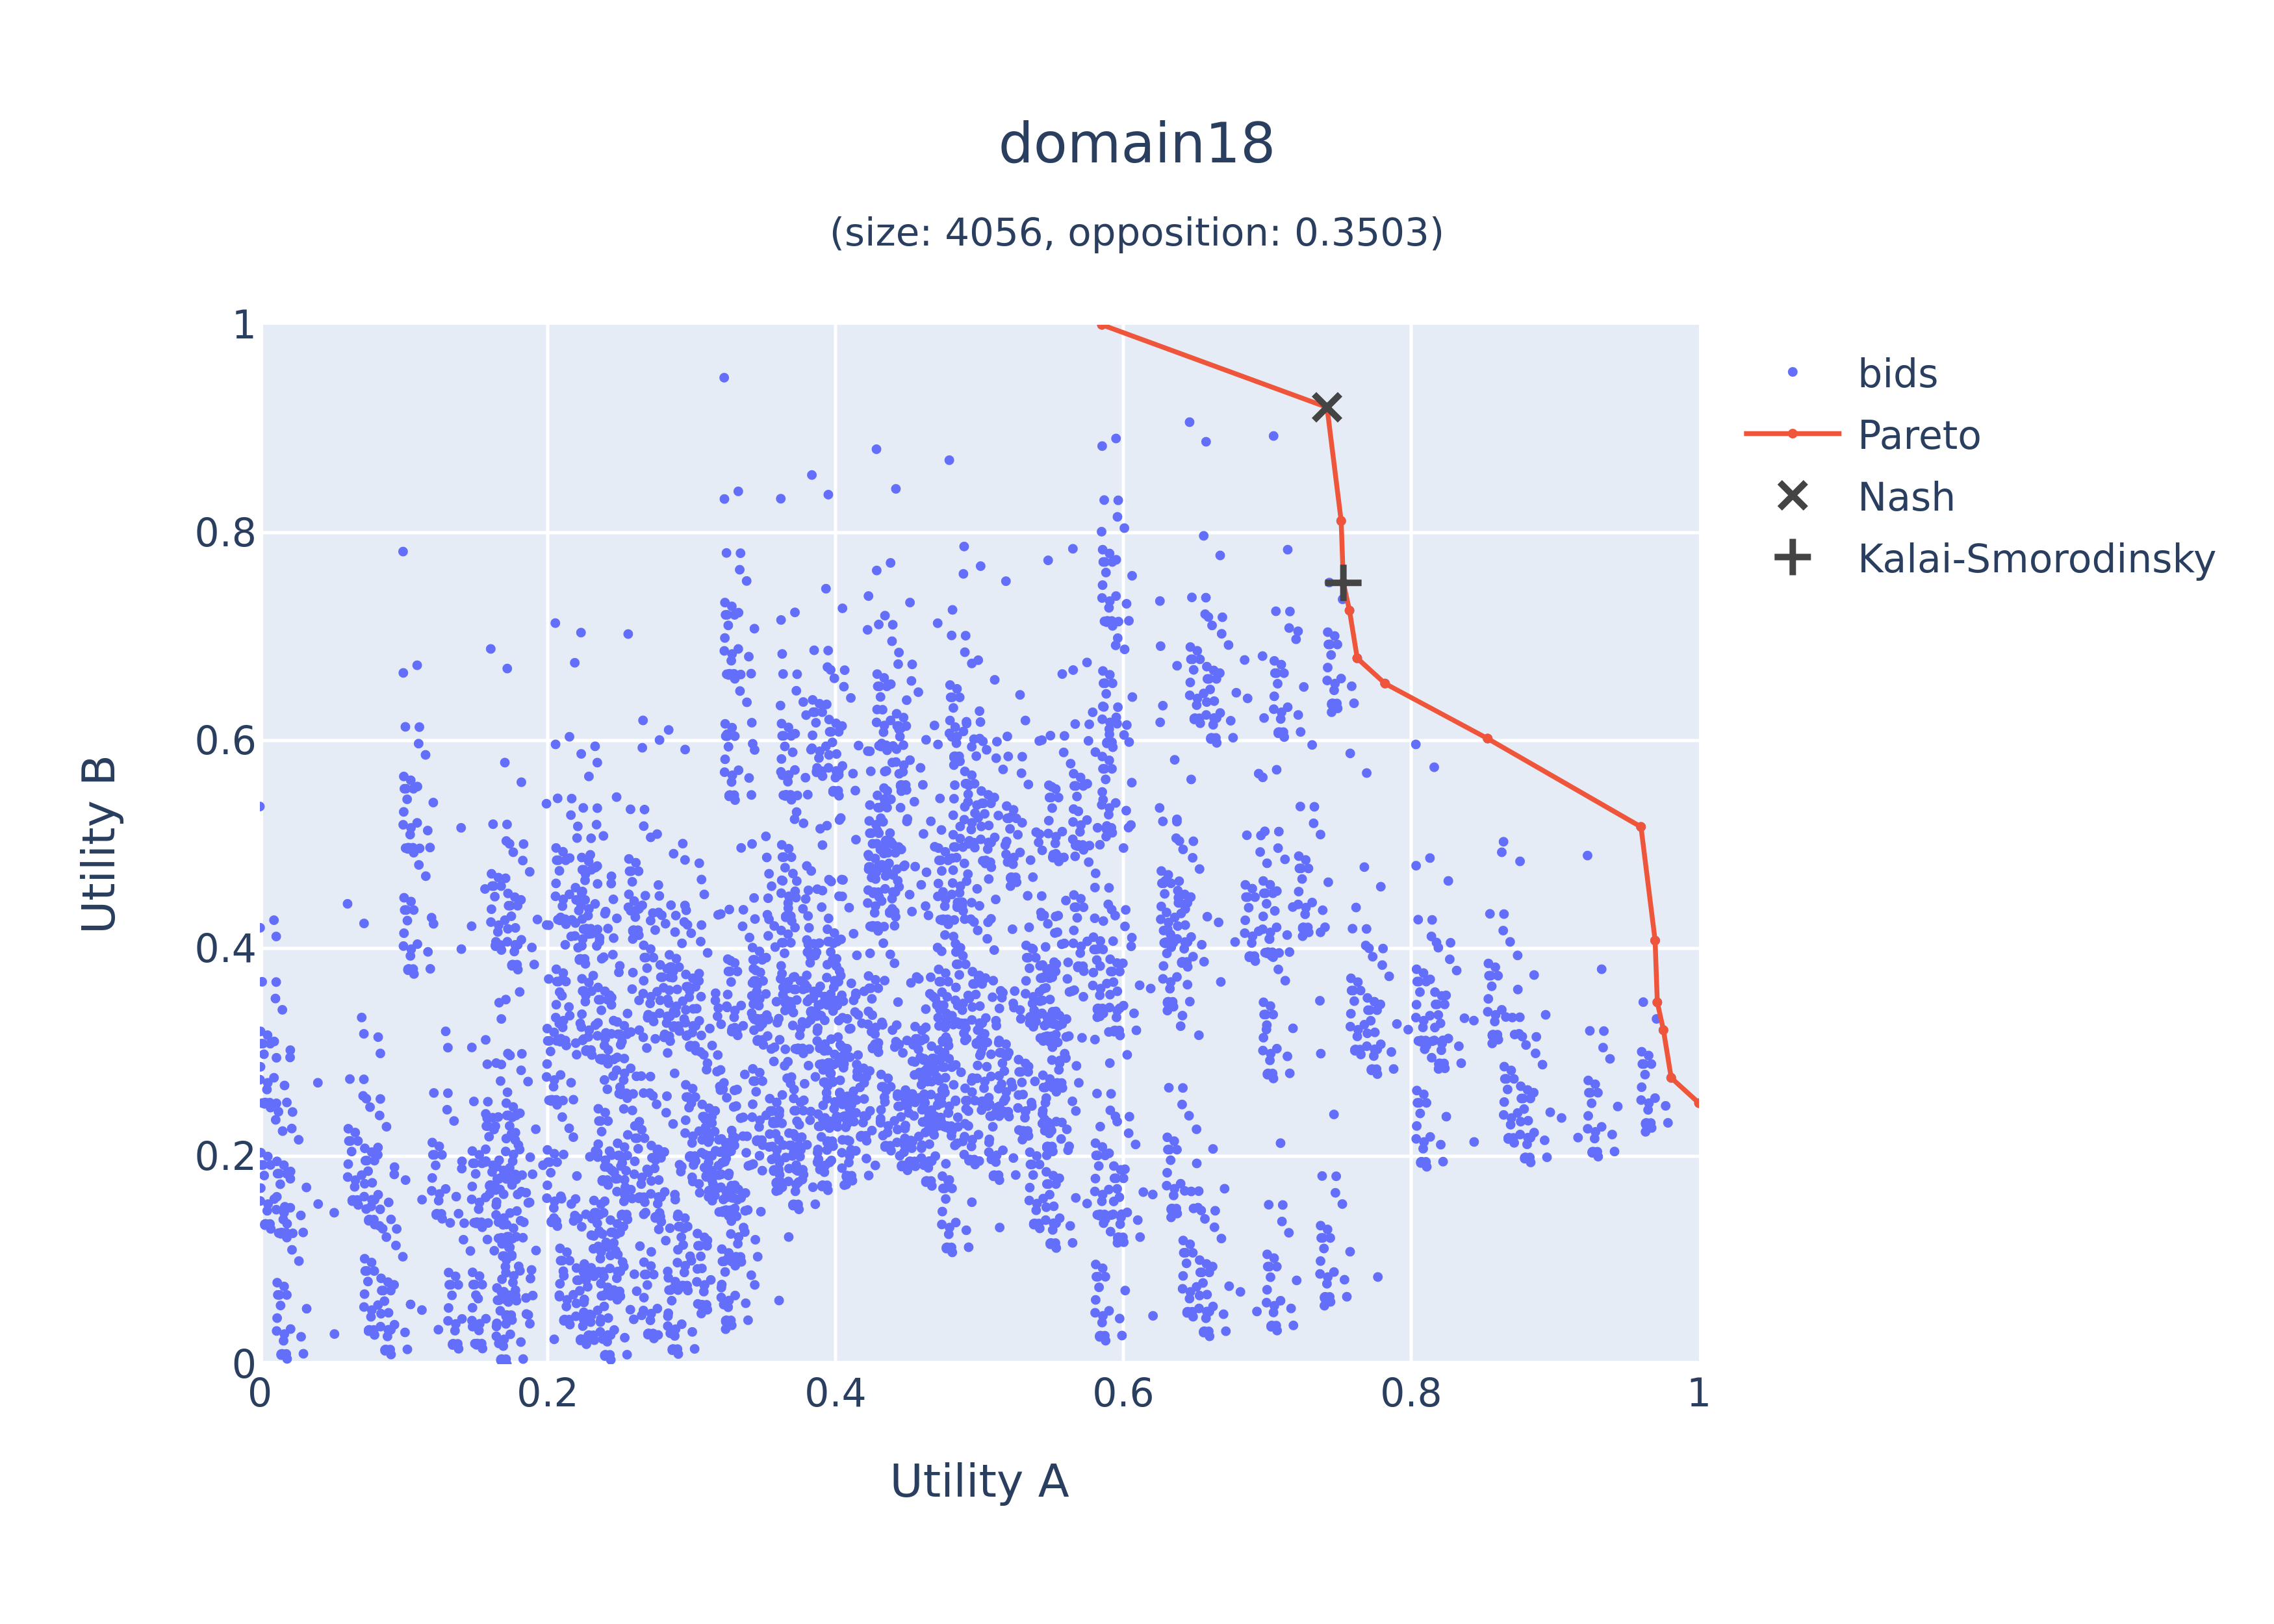 domain18
(size: 4056, opposition: 0.3503)
1
0.8
0.6
0.4
0.2
0
0
0.2
0.4
0.6
0.8
1
Utility A
Utility B
bids
Pareto
Nash
Kalai-Smorodinsky